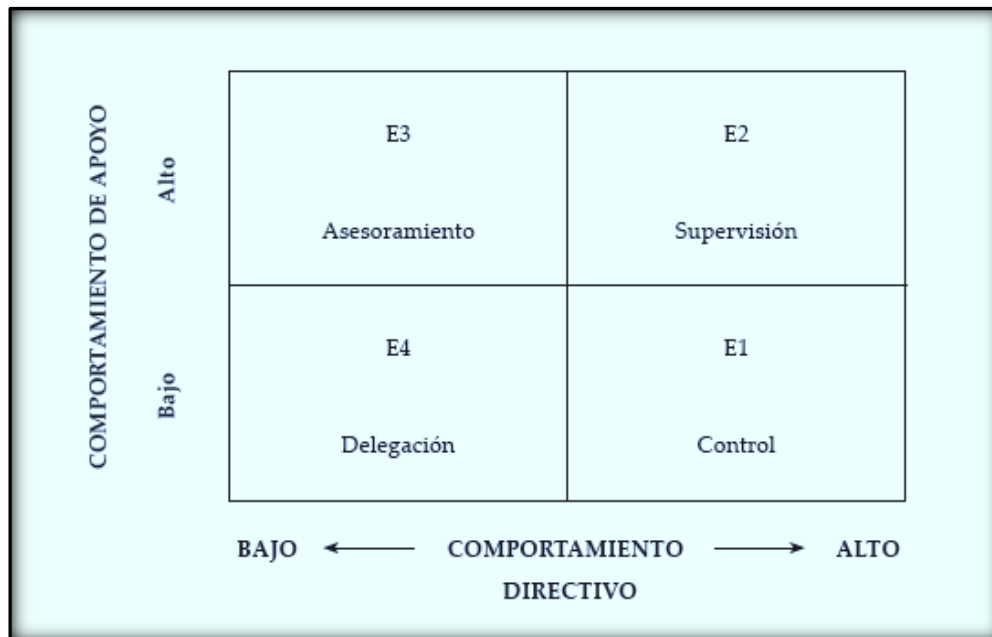 COMPORTAMIENTO DE APOYO
Alto
Bajo
E3
Asesoramiento
E2
Supervisión
E4
Delegación
E1
Control
BAJO
COMPORTAMIENTO
DIRECTIVO
ALTO